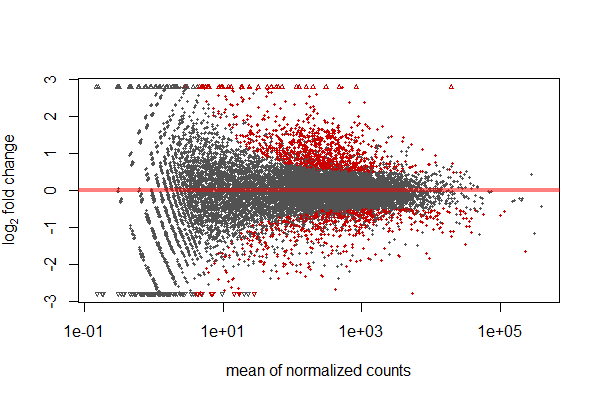 log2 fold change
3
2
1
0
-1
-2
-3
1e-01
1e+01
1e+03
1e+05
mean of normalized counts